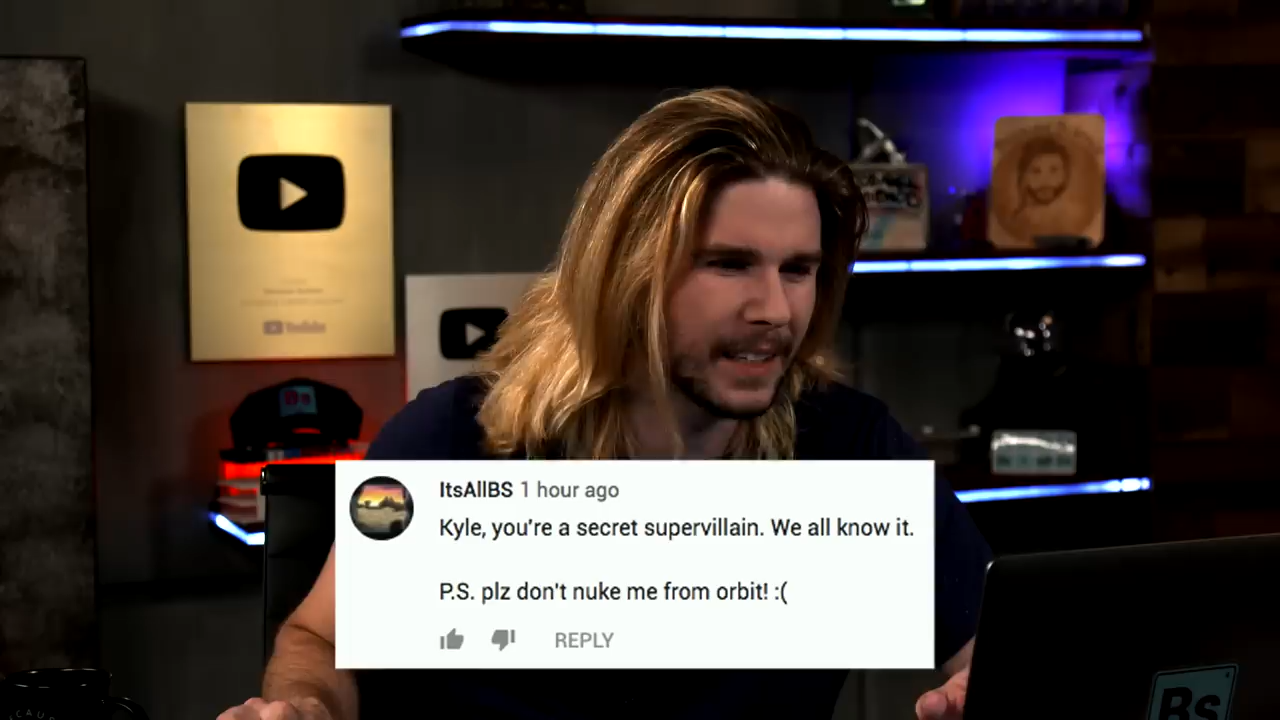 YouTube
Bs
ItsAllBS 1 hour ago
Kyle, you're a secret supervillain. We all know it.
P.S. plz don't nuke me from orbit! :(
REPLY
Bs